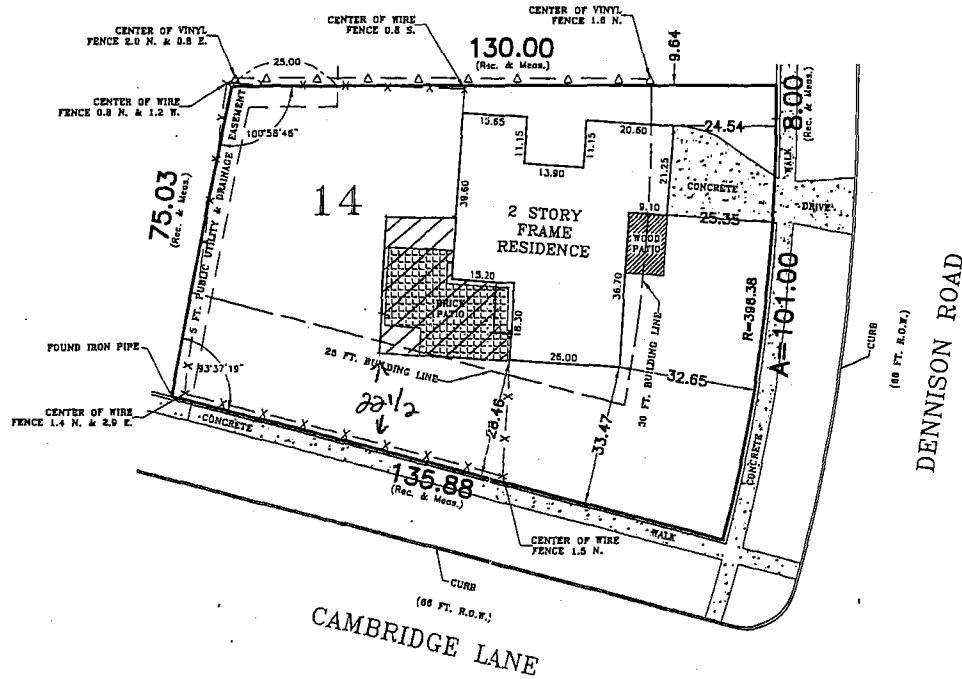 CENTER OF VINYL
FENCE 2.0 N. & 0.8 E.
CENTER OF WIRE
FENCE 0.8 S.
CENTER OF VINYL
FENCE 1.6 N.
25.00
130.00
(Rec. & Meas.)
9.64
CENTER OF WIRE
FENCE 0.8 N. & 1.2 W.
100°58'46"
5 FT. PUBLIC UTILITY & DRAINAGE EASEMENT
75.03
(Rec. & Meas.)
14
15.65
11.15
13.90
11.15
20.60
24.54
8.00
(Rec. & Meas.)
WALK
39.60
21.25
CONCRETE
DRIVE
2 STORY
FRAME
RESIDENCE
9.10
25.35
WOOD
PATIO
15.20
BRICK
PATIO
18.30
36.70
30 FT. BUILDING LINE
R=398.38
A=101.00
CURB
(66 FT. R.O.W.)
DENNISON ROAD
FOUND IRON PIPE
93°37'19"
25 FT. BUILDING LINE
26.00
32.65
22 1/2
28.46
33.47
CENTER OF WIRE
FENCE 1.4 N. & 2.9 E.
CONCRETE
CONCRETE
135.88
(Rec. & Meas.)
WALK
CENTER OF WIRE
FENCE 1.5 N.
CURB
(66 FT. R.O.W.)
CAMBRIDGE LANE